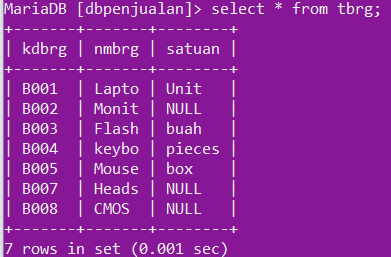 MariaDB [dbpenjualan]> select * from tbrg;
+-------+-------+--------+
| kdbrg | nmbrg | satuan |
+-------+-------+--------+
| B001  | Lapto | Unit   |
| B002  | Monit | NULL   |
| B003  | Flash | buah   |
| B004  | keybo | pieces |
| B005  | Mouse | box    |
| B007  | Heads | NULL   |
| B008  | CMOS  | NULL   |
+-------+-------+--------+
7 rows in set (0.001 sec)